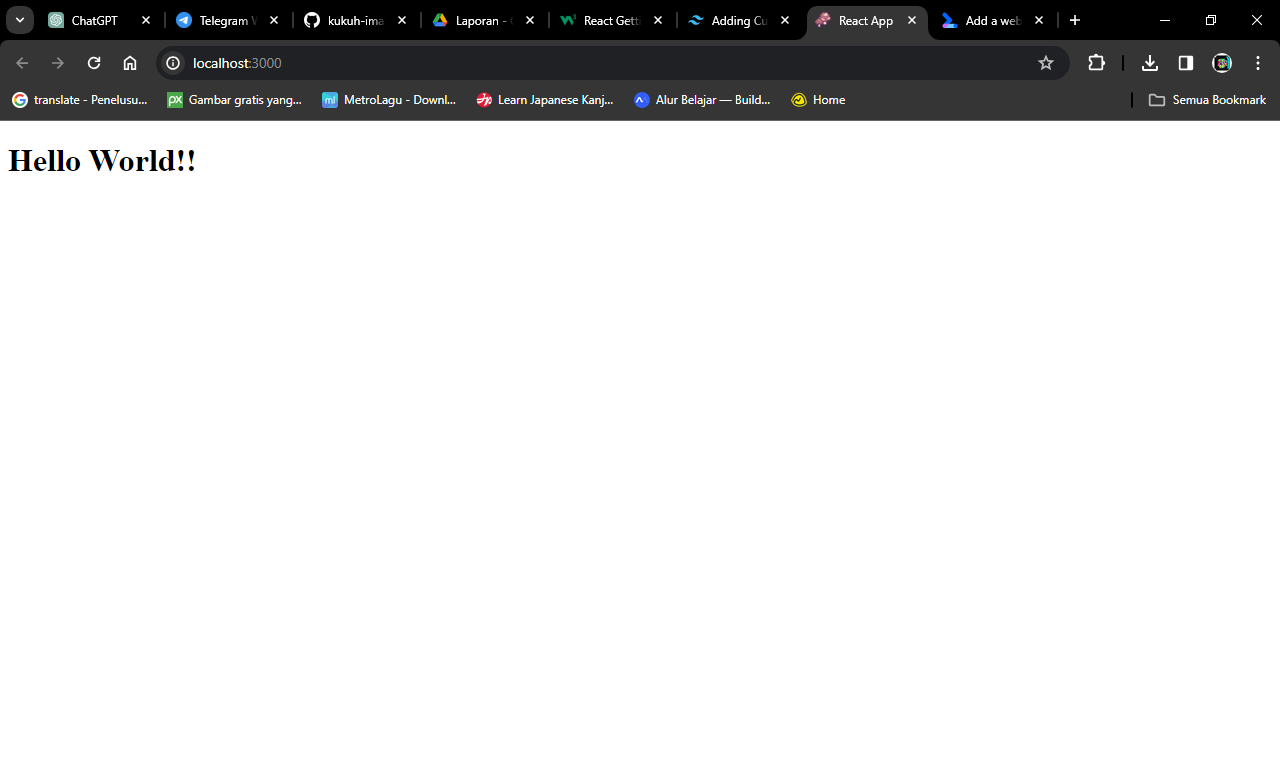 ChatGPT
Telegram W
kukuh-ima
Laporan - G
React Gett
Adding Cu
React App
Add a web
localhost:3000
translate - Penelusu...
Gambar gratis yang...
MetroLagu - Downl...
Learn Japanese Kanj...
Alur Belajar — Build...
Home
Semua Bookmark
Hello World!!